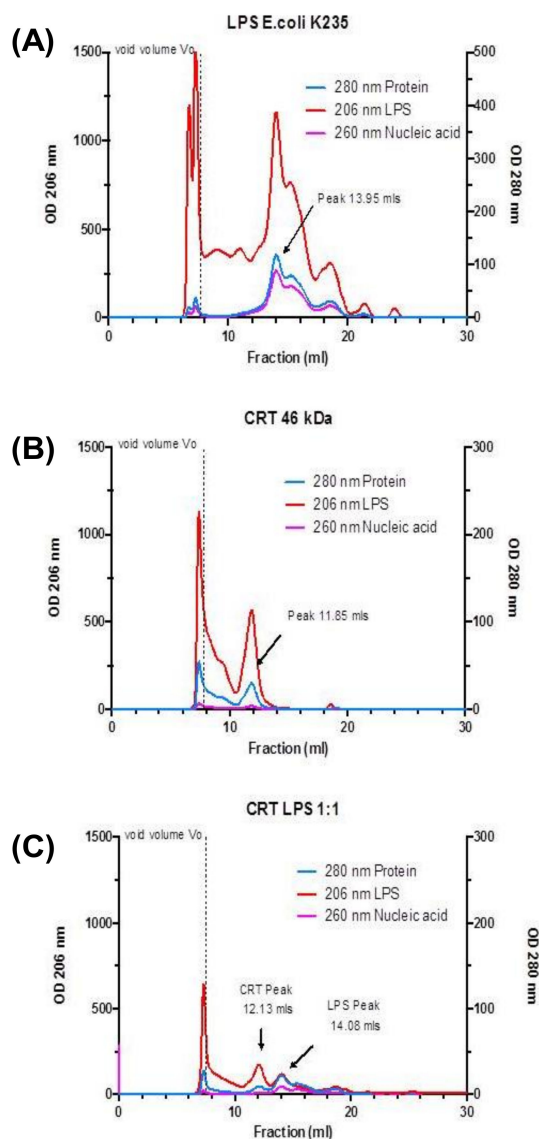 (A)
LPS E.coli K235
void volume Vo
1500
1000
500
0
OD 206 nm
500
400
300
200
100
0
OD 280 nm
280 nm Protein
206 nm LPS
260 nm Nucleic acid
Peak 13.95 mls
0 10 20 30
Fraction (ml)
(B)
CRT 46 kDa
void volume Vo
1500
1000
500
0
OD 206 nm
300
200
100
0
OD 280 nm
280 nm Protein
206 nm LPS
260 nm Nucleic acid
Peak 11.85 mls
0 10 20 30
Fraction (ml)
(C)
CRT LPS 1:1
void volume Vo
1500
1000
500
0
OD 206 nm
300
200
100
0
OD 280 nm
280 nm Protein
206 nm LPS
260 nm Nucleic acid
CRT Peak
12.13 mls
LPS Peak
14.08 mls
0 10 20 30
Fraction (ml)